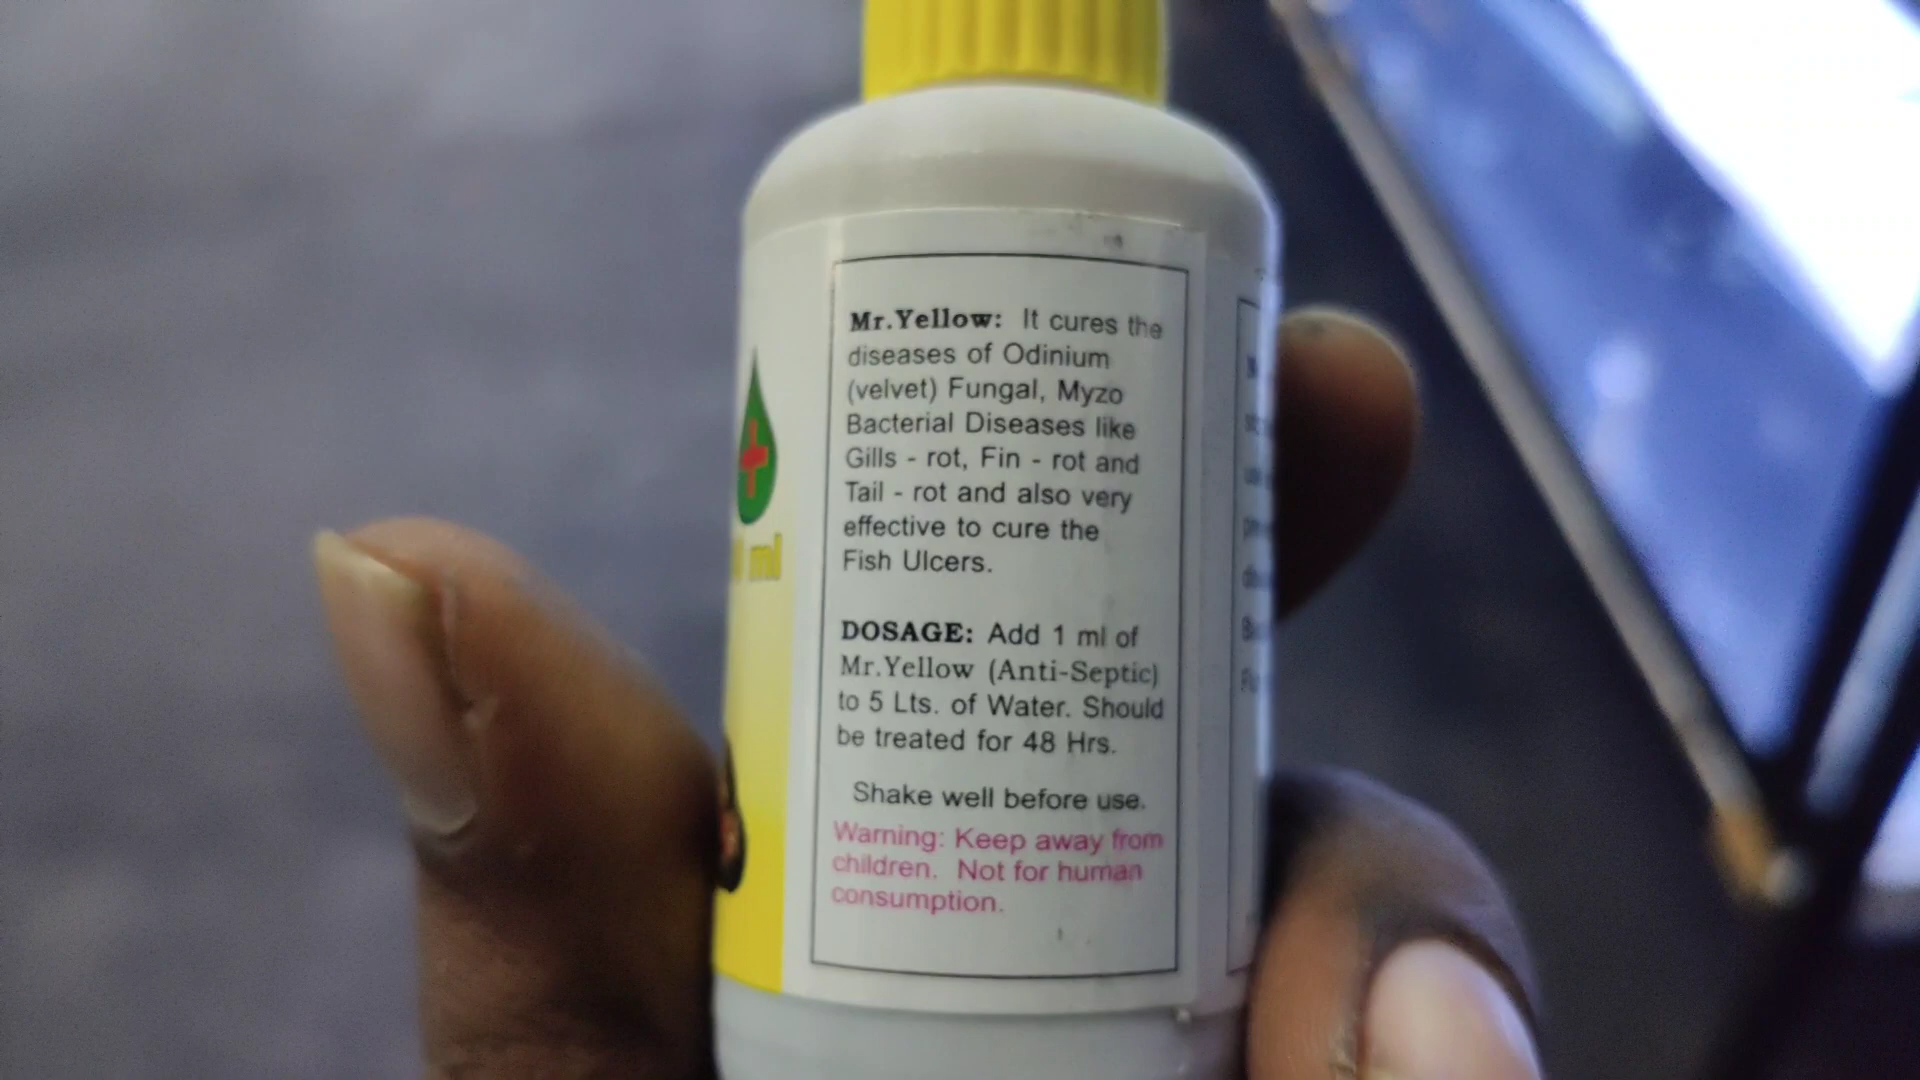 Mr.Yellow: It cures the
diseases of Odinium
(velvet) Fungal, Myzo
Bacterial Diseases like
Gills - rot, Fin - rot and
Tail - rot and also very
effective to cure the
Fish Ulcers.
DOSAGE: Add 1 ml of
Mr.Yellow (Anti-Septic)
to 5 Lts. of Water. Should
be treated for 48 Hrs.
Shake well before use.
Warning: Keep away from
children. Not for human
consumption.
ml